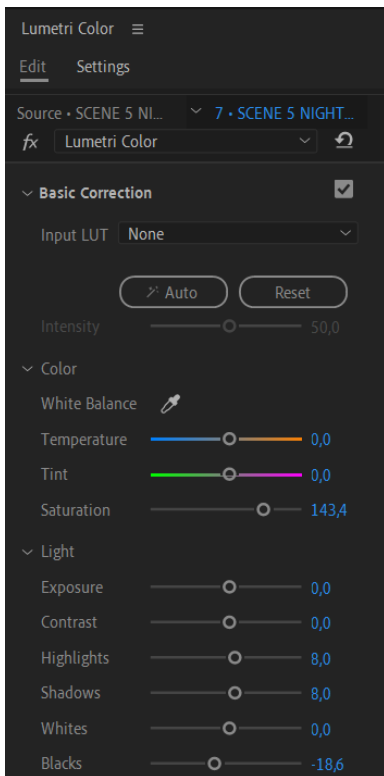 Lumetri Color
Edit Settings
Source • SCENE 5 NI... 7 • SCENE 5 NIGHT...
fx Lumetri Color
Basic Correction
Input LUT None
Auto Reset
Intensity 50,0
Color
White Balance
Temperature 0,0
Tint 0,0
Saturation 143,4
Light
Exposure 0,0
Contrast 0,0
Highlights 8,0
Shadows 8,0
Whites 0,0
Blacks -18,6